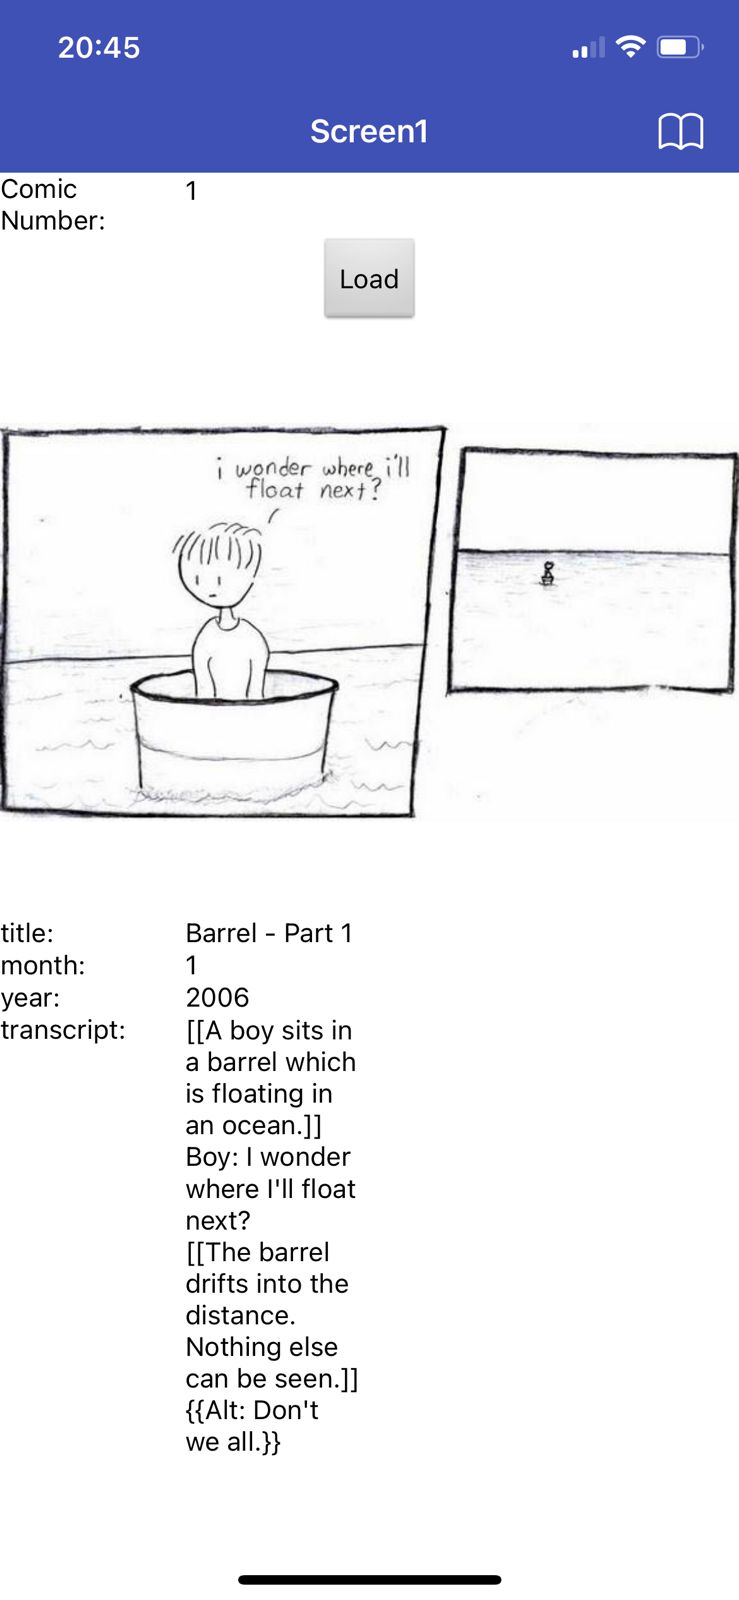 20:45
Screen1
Comic
Number:
1
Load
i wonder where i'll
float next?
title:
Barrel - Part 1
month:
1
year:
2006
transcript:
[[A boy sits in
a barrel which
is floating in
an ocean.]]
Boy: I wonder
where I'll float
next?
[[The barrel
drifts into the
distance.
Nothing else
can be seen.]]
{{Alt: Don't
we all.}}